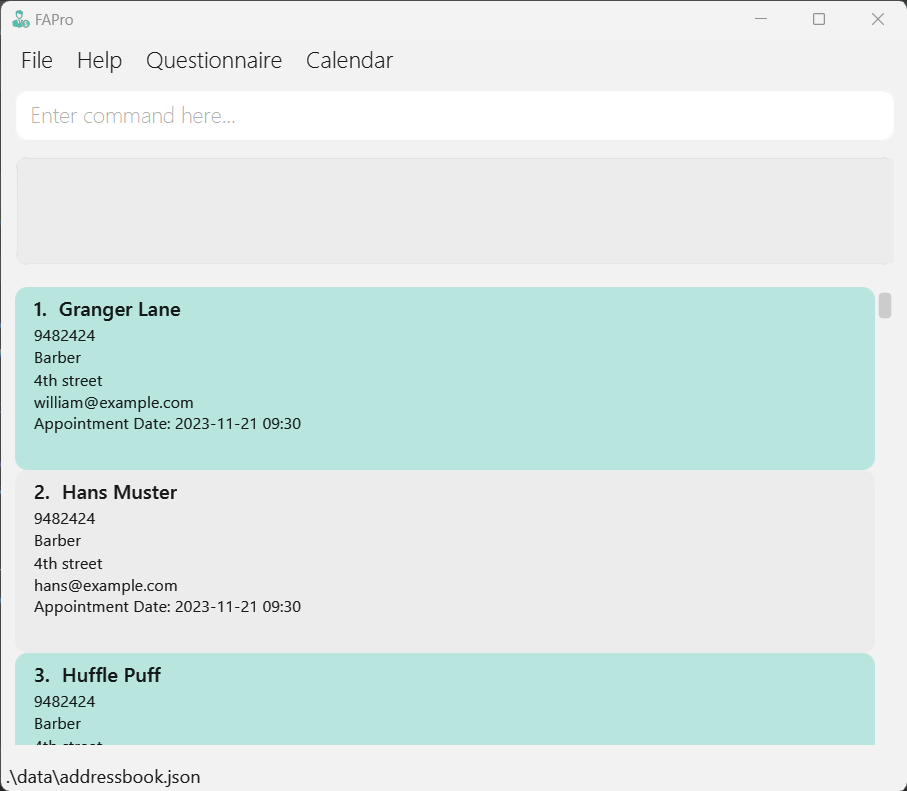 FAPro
File Help Questionnaire Calendar
Enter command here...
1. Granger Lane
9482424
Barber
4th street
william@example.com
Appointment Date: 2023-11-21 09:30
2. Hans Muster
9482424
Barber
4th street
hans@example.com
Appointment Date: 2023-11-21 09:30
3. Huffle Puff
9482424
Barber
4th street
.\data\addressbook.json